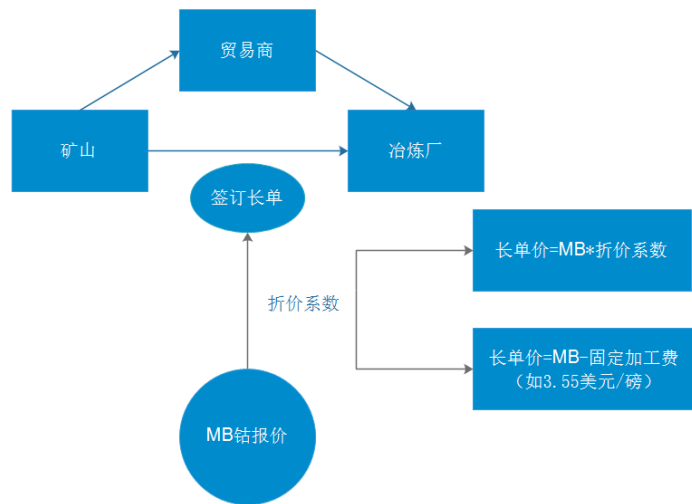 贸易商
矿山
冶炼厂
签订长单
长单价=MB*折价系数
折价系数
长单价=MB-固定加工费
（如3.55美元/磅）
MB钴报价